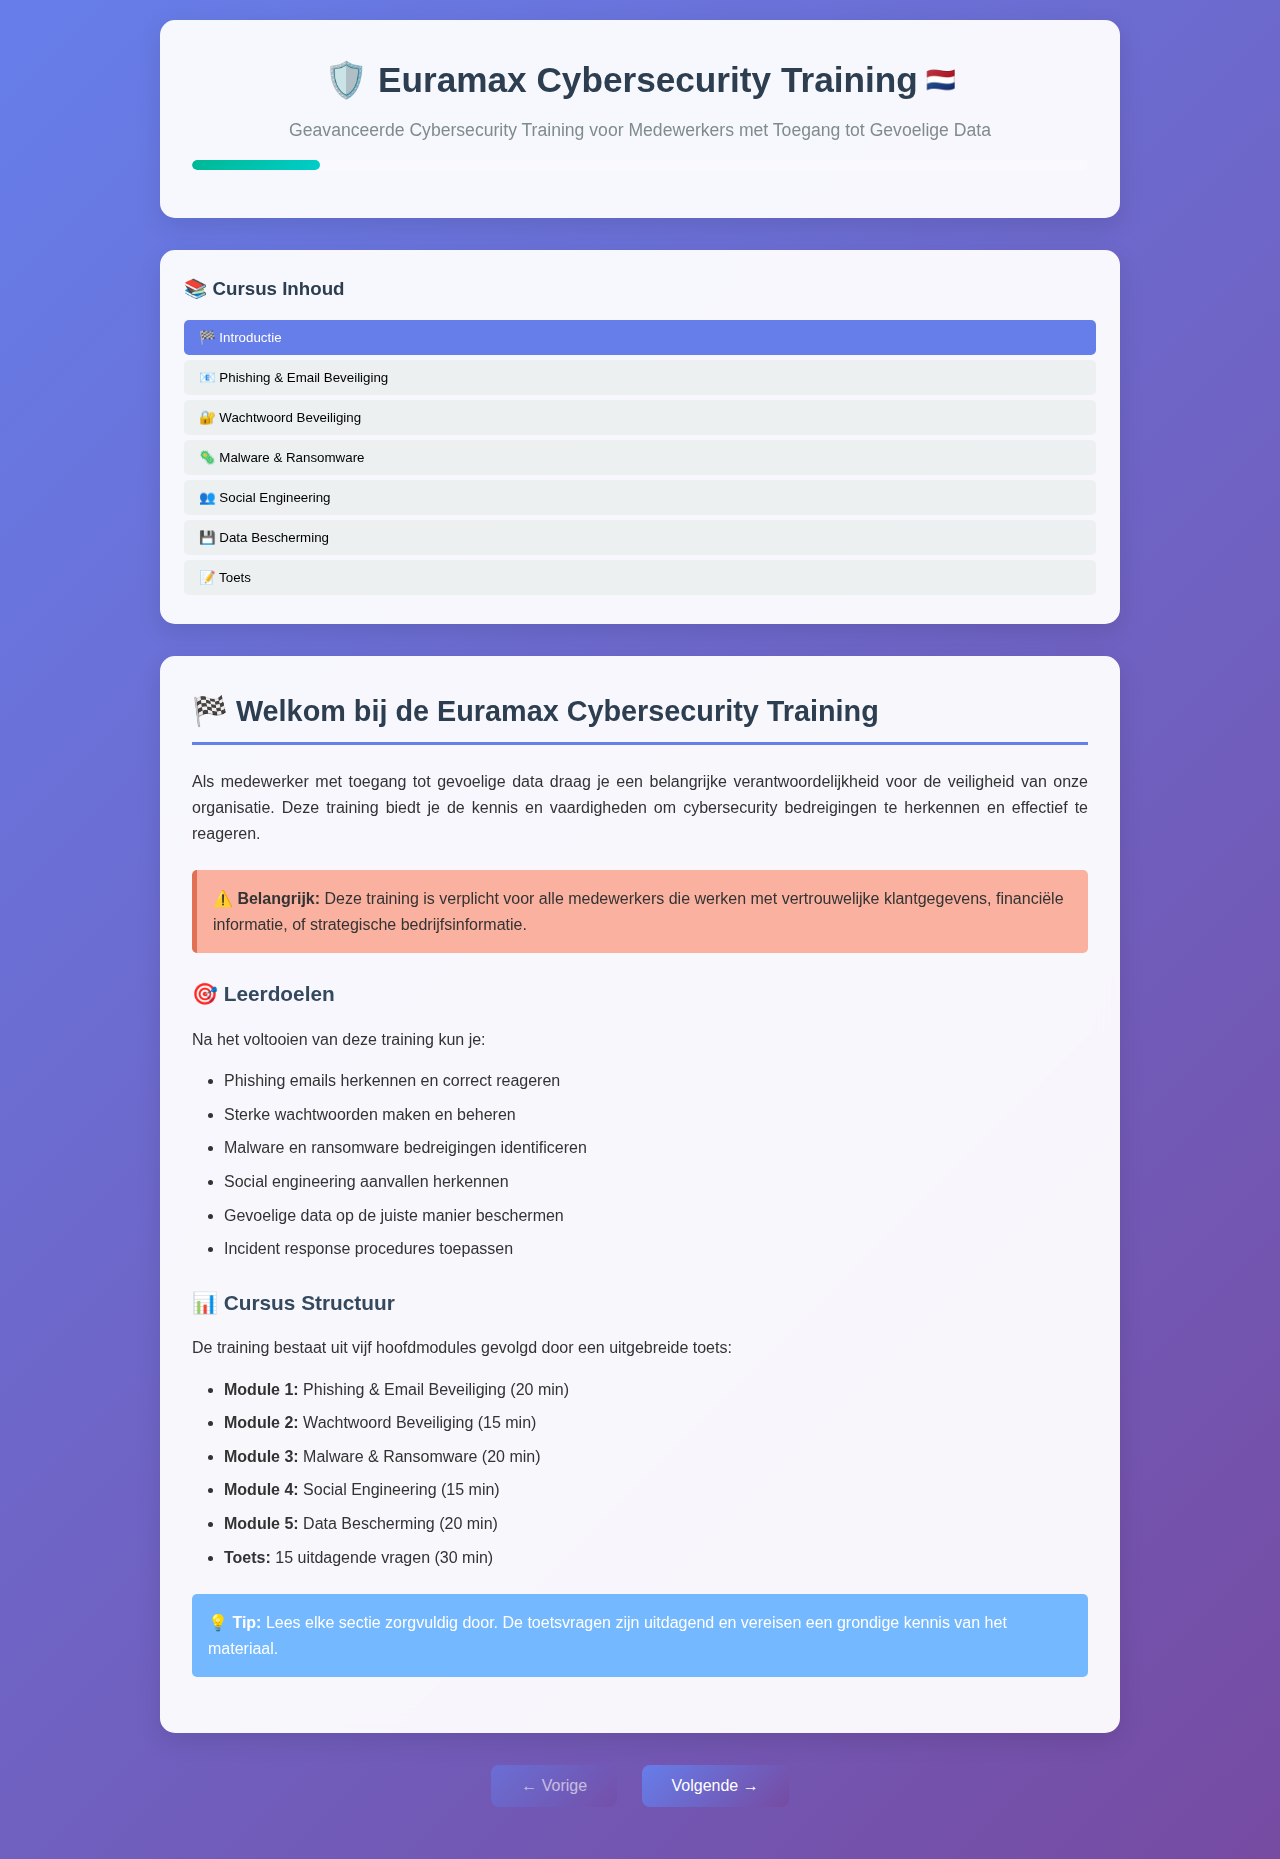 🛡️ Euramax Cybersecurity Training 🇳🇱
Geavanceerde Cybersecurity Training voor Medewerkers met Toegang tot Gevoelige Data
📚 Cursus Inhoud
🏁 Introductie
📧 Phishing & Email Beveiliging
🔐 Wachtwoord Beveiliging
🦠 Malware & Ransomware
👥 Social Engineering
💾 Data Bescherming
📝 Toets
🏁 Welkom bij de Euramax Cybersecurity Training
Als medewerker met toegang tot gevoelige data draag je een belangrijke verantwoordelijkheid voor de veiligheid van onze
organisatie. Deze training biedt je de kennis en vaardigheden om cybersecurity bedreigingen te herkennen en effectief te
reageren.
⚠️ Belangrijk: Deze training is verplicht voor alle medewerkers die werken met vertrouwelijke klantgegevens, financiële
informatie, of strategische bedrijfsinformatie.
🎯 Leerdoelen
Na het voltooien van deze training kun je:
• Phishing emails herkennen en correct reageren
• Sterke wachtwoorden maken en beheren
• Malware en ransomware bedreigingen identificeren
• Social engineering aanvallen herkennen
• Gevoelige data op de juiste manier beschermen
• Incident response procedures toepassen
📊 Cursus Structuur
De training bestaat uit vijf hoofdmodules gevolgd door een uitgebreide toets:
• Module 1: Phishing & Email Beveiliging (20 min)
• Module 2: Wachtwoord Beveiliging (15 min)
• Module 3: Malware & Ransomware (20 min)
• Module 4: Social Engineering (15 min)
• Module 5: Data Bescherming (20 min)
• Toets: 15 uitdagende vragen (30 min)
💡 Tip: Lees elke sectie zorgvuldig door. De toetsvragen zijn uitdagend en vereisen een grondige kennis van het
materiaal.
← Vorige
Volgende →